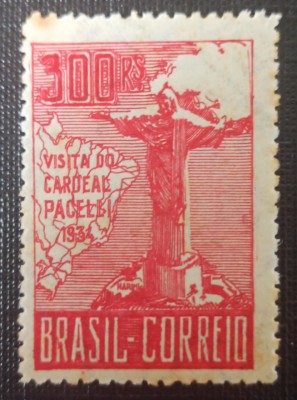 300 RS
VISITA DO
CARDEAL
PACELLI
1934
BRASIL-CORREIO